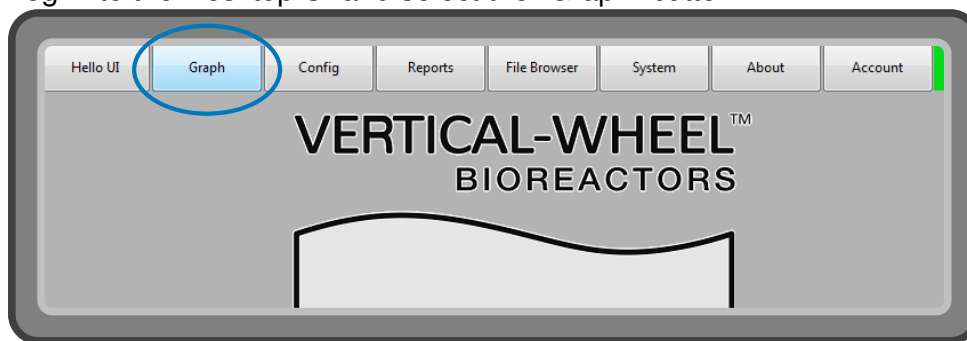 Hello UI Graph Config Reports File Browser System About Account
VERTICAL-WHEEL™
BIOREACTORS